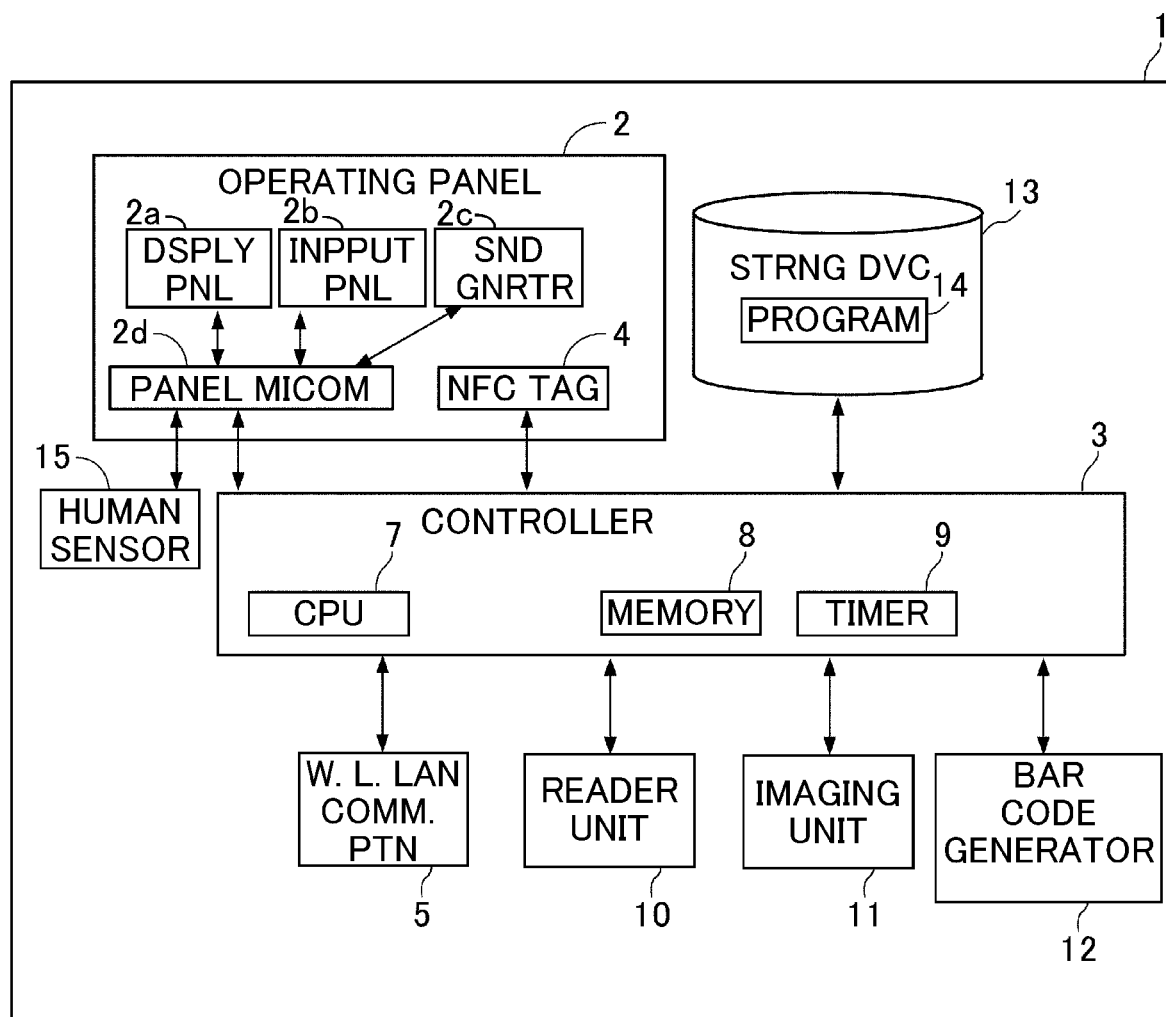 1
2
OPERATING PANEL
2a
2b
2c
13
DSPLY
PNL
INPPUT
PNL
SND
GNRTR
STRNG DVC
14
PROGRAM
2d
4
PANEL MICOM
NFC TAG
15
3
HUMAN
SENSOR
CONTROLLER
7
8
9
CPU
MEMORY
TIMER
W. L. LAN
COMM.
PTN
READER
UNIT
IMAGING
UNIT
BAR
CODE
GENERATOR
5
10
11
12